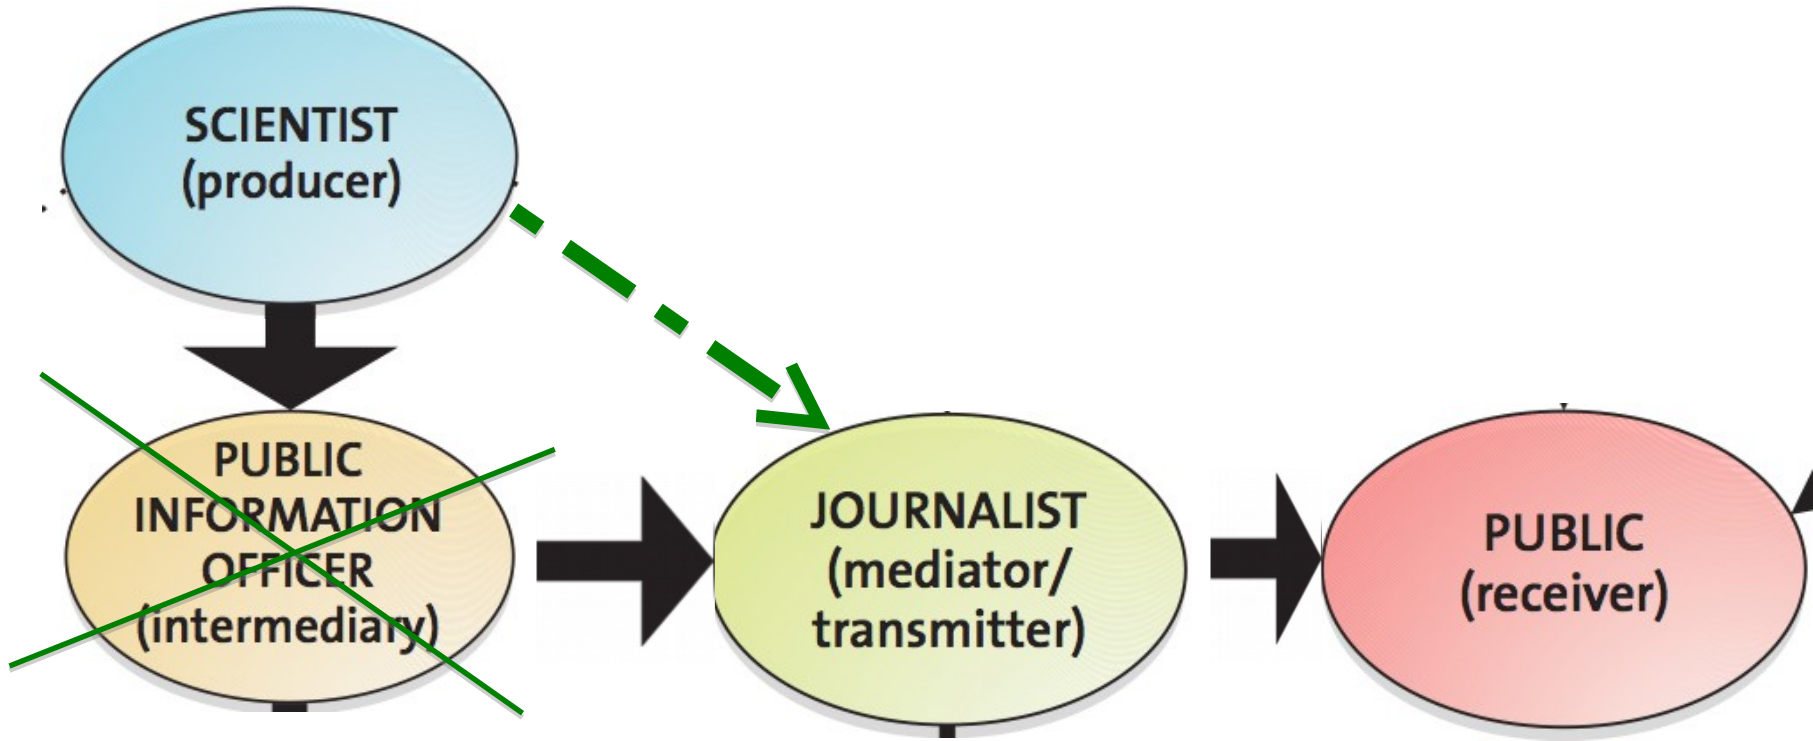 SCIENTIST
(producer)
PUBLIC
INFORMATION
OFFICER
(intermediary)
JOURNALIST
(mediator/
transmitter)
PUBLIC
(receiver)